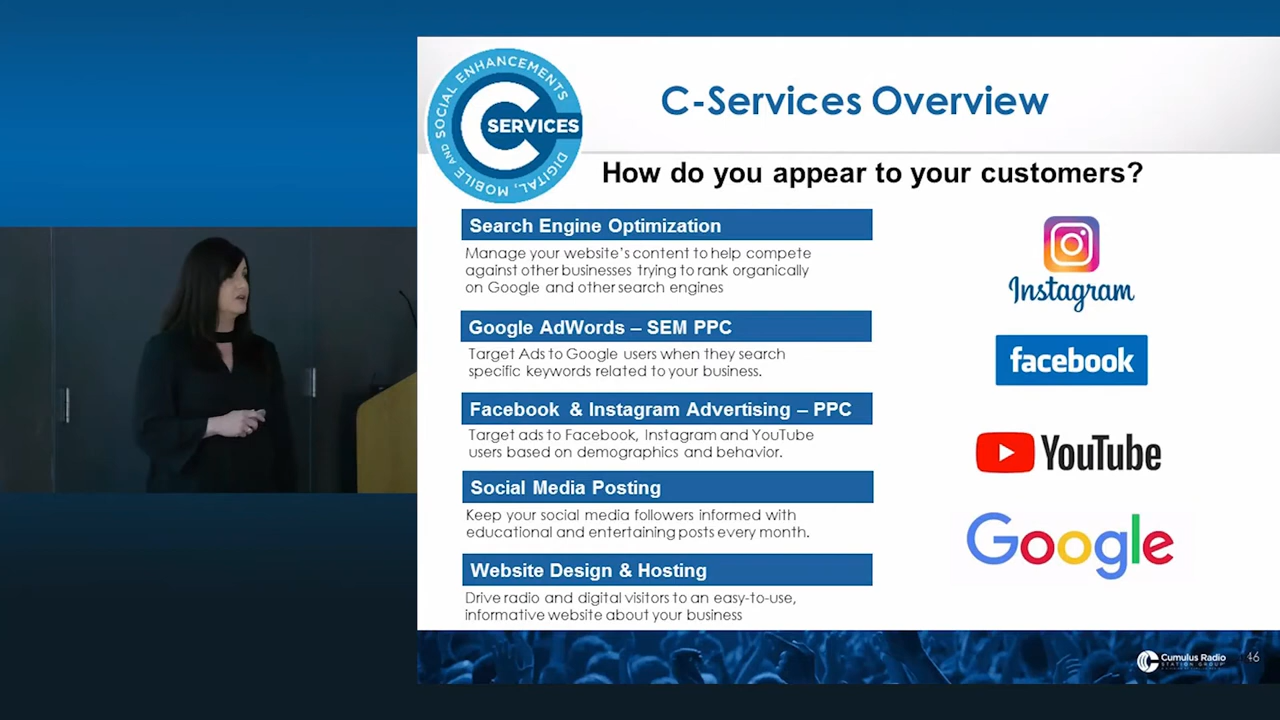 SOCIAL ENHANCEMENTS
DIGITAL, MOBILE AND
C SERVICES
C-Services Overview
How do you appear to your customers?
Search Engine Optimization
Manage your website's content to help compete
against other businesses trying to rank organically
on Google and other search engines
Google AdWords – SEM PPC
Target Ads to Google users when they search
specific keywords related to your business.
Facebook & Instagram Advertising – PPC
Target ads to Facebook, Instagram and YouTube
users based on demographics and behavior.
Social Media Posting
Keep your social media followers informed with
educational and entertaining posts every month.
Website Design & Hosting
Drive radio and digital visitors to an easy-to-use,
informative website about your business
Instagram
facebook
YouTube
Google
Cumulus Radio
STATION GROUP
46